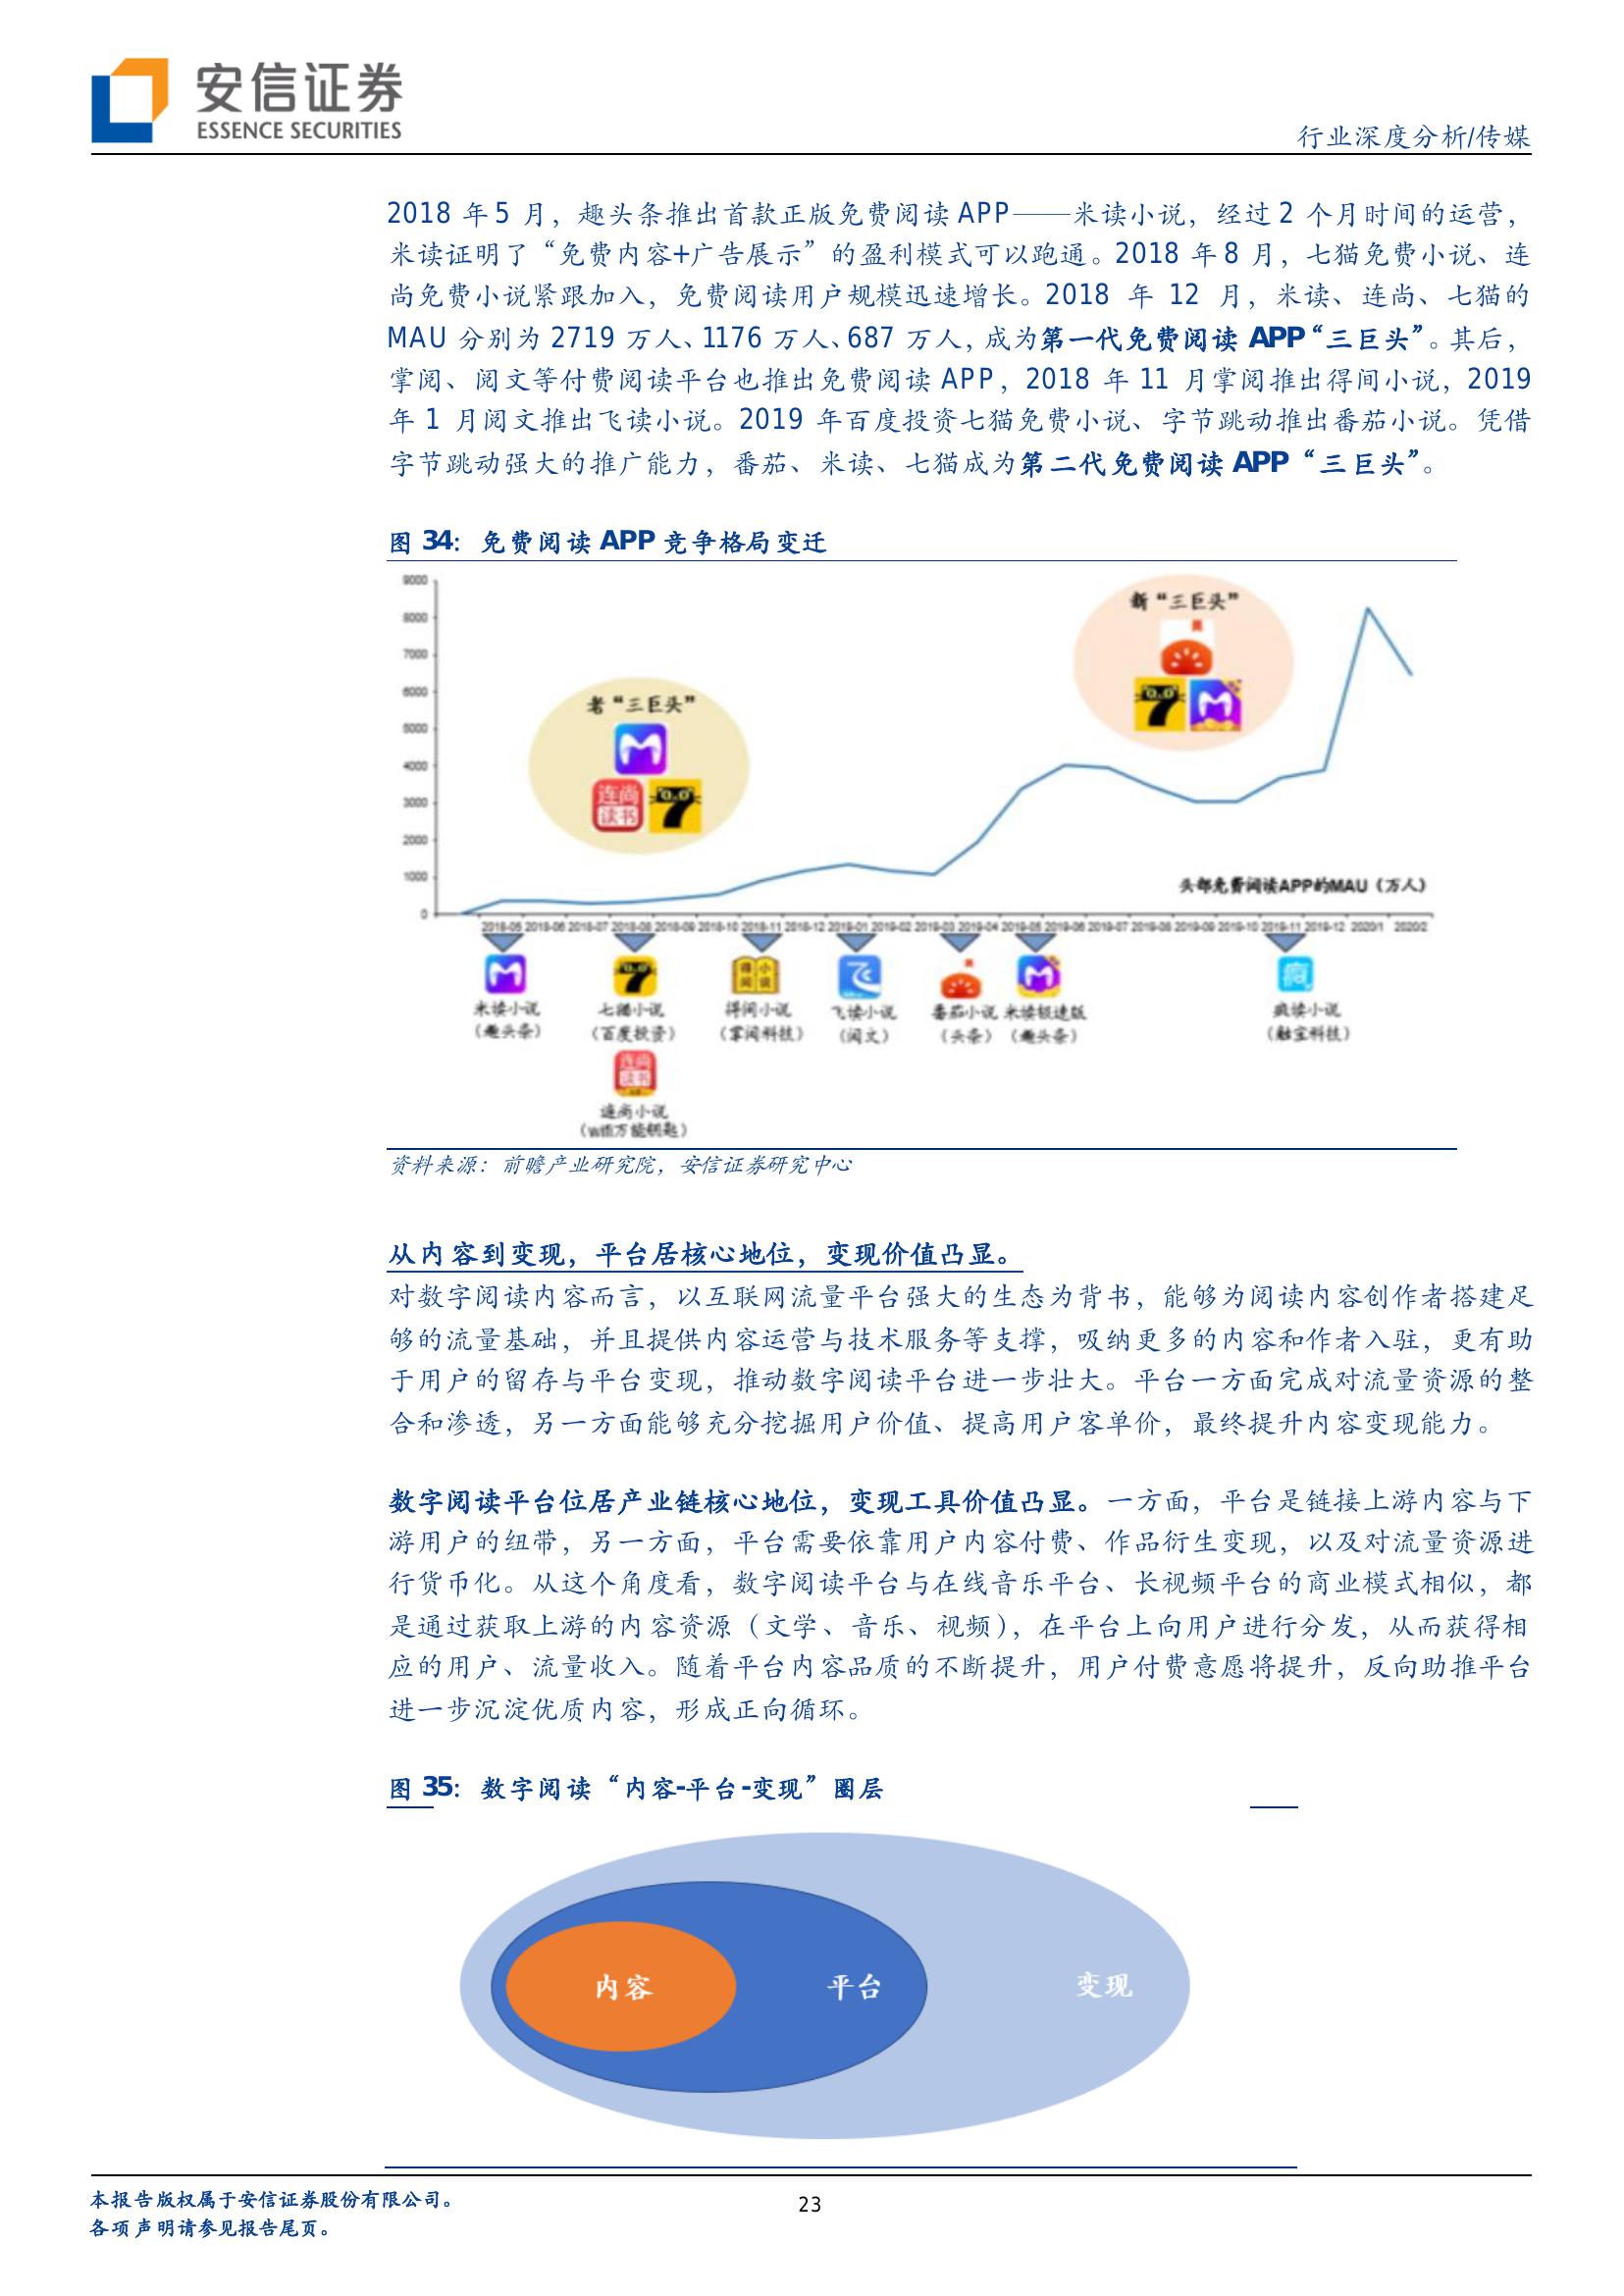 安信证券
ESSENCE SECURITIES
行业深度分析/传媒
2018 年 5 月，趣头条推出首款正版免费阅读 APP——米读小说，经过 2 个月时间的运营，
米读证明了“免费内容+广告展示”的盈利模式可以跑通。2018 年 8 月，七猫免费小说、连
尚免费小说紧跟加入，免费阅读用户规模迅速增长。2018 年 12 月，米读、连尚、七猫的
MAU 分别为 2719 万人、1176 万人、687 万人，成为第一代免费阅读 APP“三巨头”。其后，
掌阅、阅文等付费阅读平台也推出免费阅读 APP，2018 年 11 月掌阅推出得间小说，2019
年 1 月阅文推出飞读小说。2019 年百度投资七猫免费小说、字节跳动推出番茄小说。凭借
字节跳动强大的推广能力，番茄、米读、七猫成为第二代免费阅读 APP“三巨头”。
图 34：免费阅读 APP 竞争格局变迁
9000
8000
7000
6000
5000
4000
3000
2000
1000
0
老“三巨头”
连尚
读书
新“三巨头”
头部免费阅读APP的MAU（万人）
2018-05 2018-06 2018-07 2018-08 2018-09 2018-10 2018-11 2018-12 2019-01 2019-02 2019-03 2019-04 2019-05 2019-06 2019-07 2019-08 2019-09 2019-10 2019-11 2019-12 2020/1 2020/2
得间小说
疯
米读小说 七猫小说 得间小说 飞读小说 番茄小说 米读极速版 疯读小说
（趣头条） （百度投资） （掌阅科技） （阅文） （头条） （趣头条） （触宝科技）
连尚
读书
连尚小说
（wifi万能钥匙）
资料来源：前瞻产业研究院，安信证券研究中心
从内容到变现，平台居核心地位，变现价值凸显。
对数字阅读内容而言，以互联网流量平台强大的生态为背书，能够为阅读内容创作者搭建足
够的流量基础，并且提供内容运营与技术服务等支撑，吸纳更多的内容和作者入驻，更有助
于用户的留存与平台变现，推动数字阅读平台进一步壮大。平台一方面完成对流量资源的整
合和渗透，另一方面能够充分挖掘用户价值、提高用户客单价，最终提升内容变现能力。
数字阅读平台位居产业链核心地位，变现工具价值凸显。一方面，平台是链接上游内容与下
游用户的纽带，另一方面，平台需要依靠用户内容付费、作品衍生变现，以及对流量资源进
行货币化。从这个角度看，数字阅读平台与在线音乐平台、长视频平台的商业模式相似，都
是通过获取上游的内容资源（文学、音乐、视频），在平台上向用户进行分发，从而获得相
应的用户、流量收入。随着平台内容品质的不断提升，用户付费意愿将提升，反向助推平台
进一步沉淀优质内容，形成正向循环。
图 35：数字阅读“内容-平台-变现”圈层
内容 平台 变现
本报告版权属于安信证券股份有限公司。
各项声明请参见报告尾页。
23